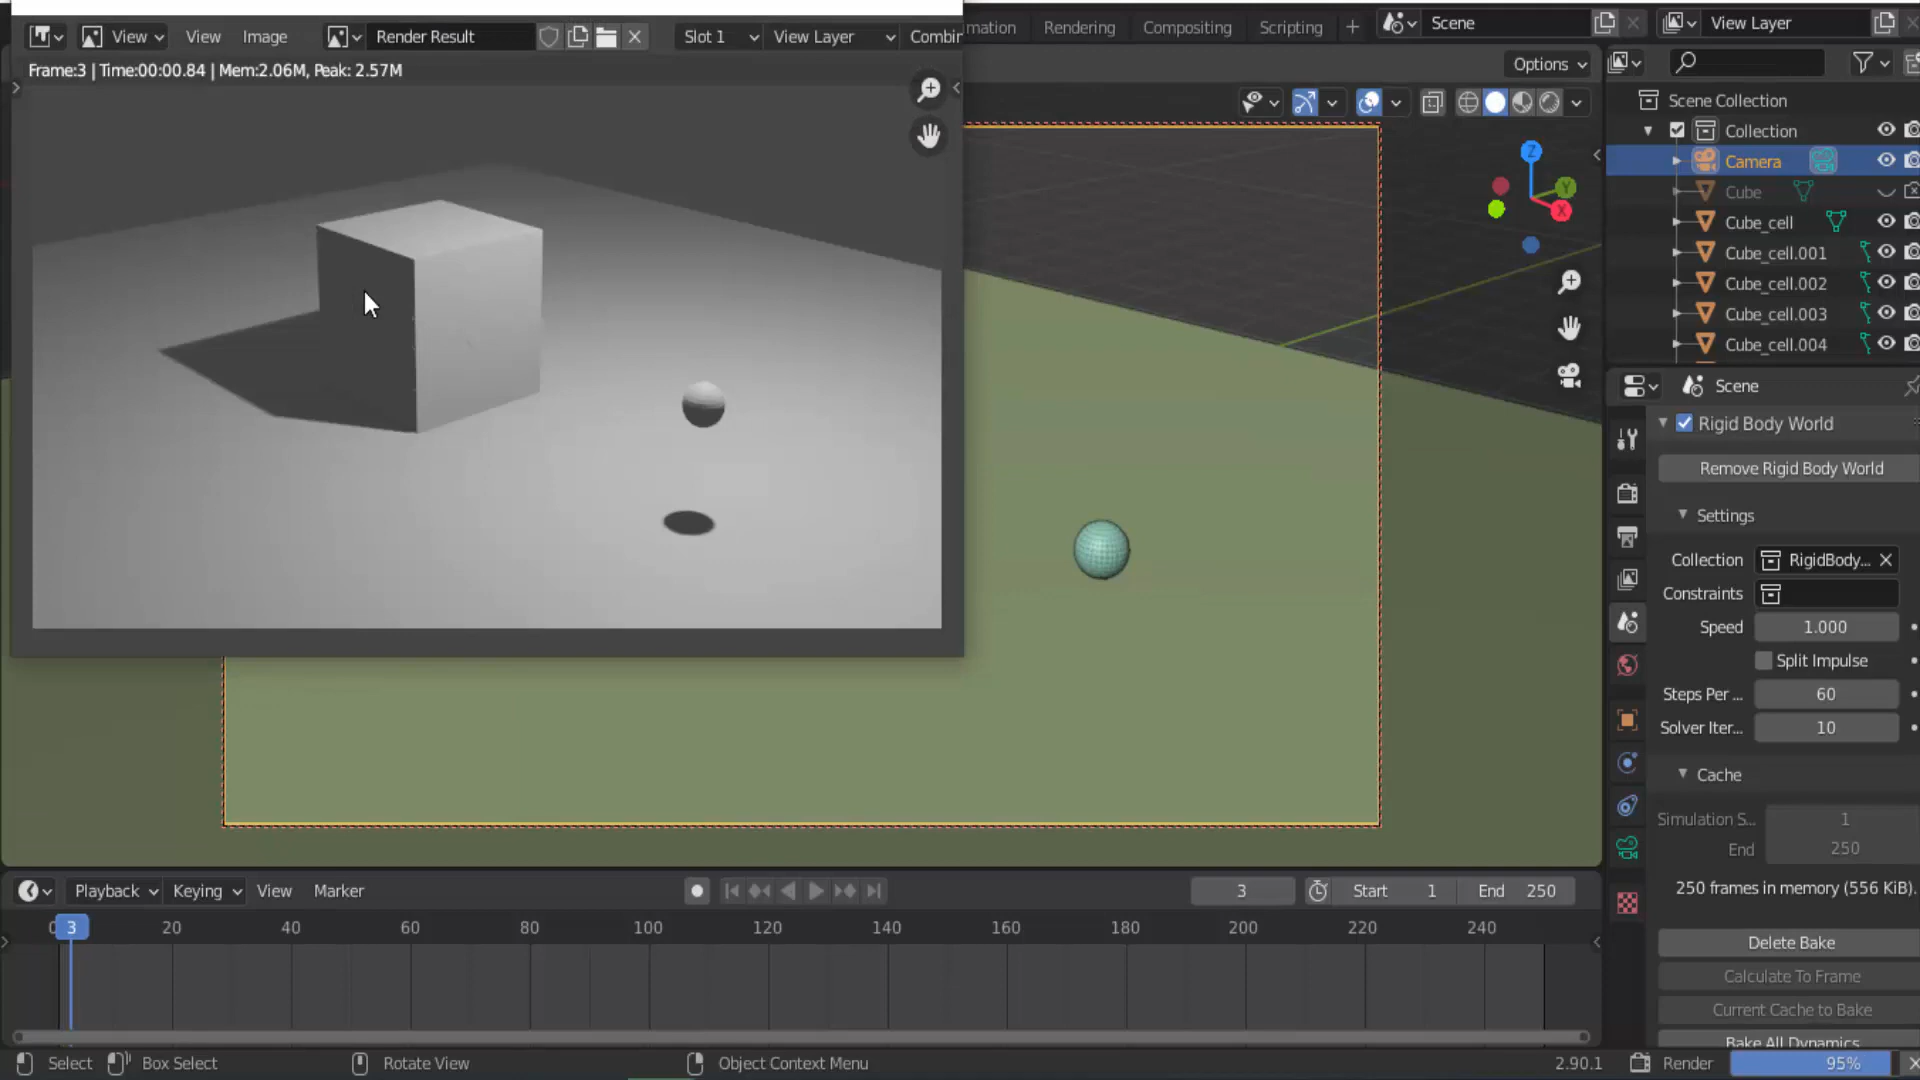 View View Image Render Result Slot 1 View Layer Combin
Frame:3 | Time:00:00.84 | Mem:2.06M, Peak: 2.57M
mation Rendering Compositing Scripting + Scene View Layer
Options
Scene Collection
Collection
Camera
Cube
Cube_cell
Cube_cell.001
Cube_cell.002
Cube_cell.003
Cube_cell.004
Z
Y
X
Scene
Rigid Body World
Remove Rigid Body World
Settings
Collection RigidBody...
Constraints
Speed 1.000
Split Impulse
Steps Per ... 60
Solver Iter... 10
Cache
Simulation S... 1
End 250
250 frames in memory (556 KiB).
Delete Bake
Calculate To Frame
Current Cache to Bake
Bake All Dynamics
Playback Keying View Marker 3 Start 1 End 250
0 3 20 40 60 80 100 120 140 160 180 200 220 240
Select Box Select Rotate View Object Context Menu 2.90.1 Render 95%